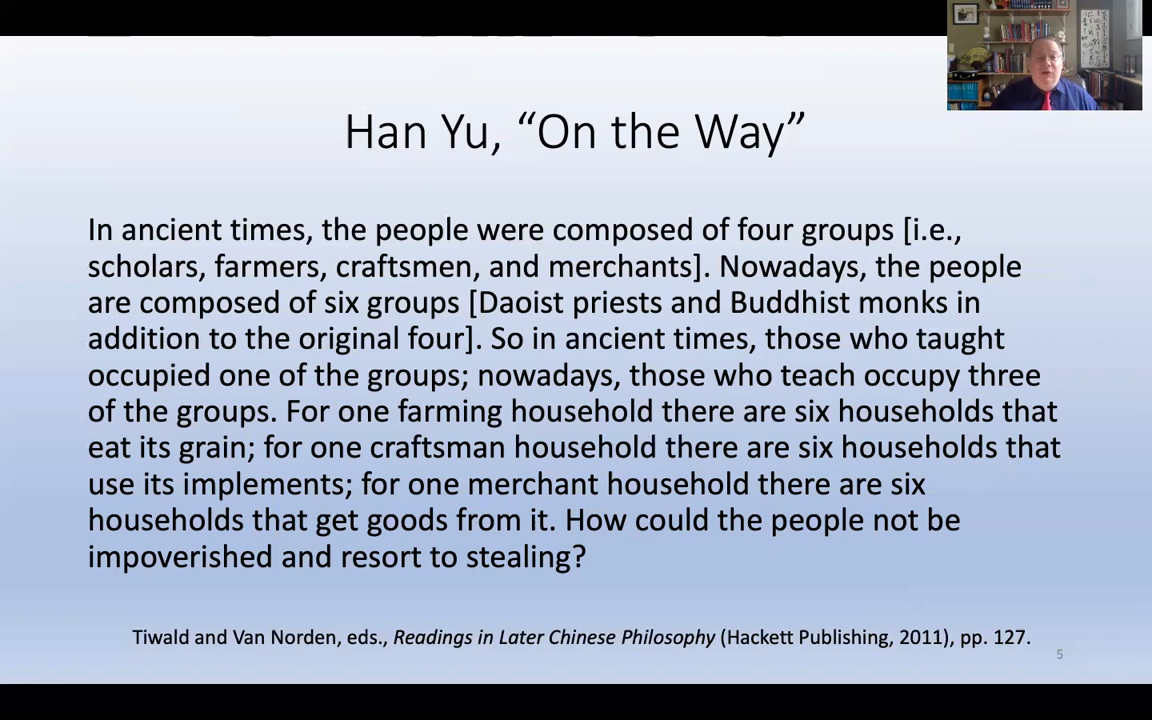 Han Yu, “On the Way”
In ancient times, the people were composed of four groups [i.e.,
scholars, farmers, craftsmen, and merchants]. Nowadays, the people
are composed of six groups [Daoist priests and Buddhist monks in
addition to the original four]. So in ancient times, those who taught
occupied one of the groups; nowadays, those who teach occupy three
of the groups. For one farming household there are six households that
eat its grain; for one craftsman household there are six households that
use its implements; for one merchant household there are six
households that get goods from it. How could the people not be
impoverished and resort to stealing?
Tiwald and Van Norden, eds., Readings in Later Chinese Philosophy (Hackett Publishing, 2011), pp. 127.
5